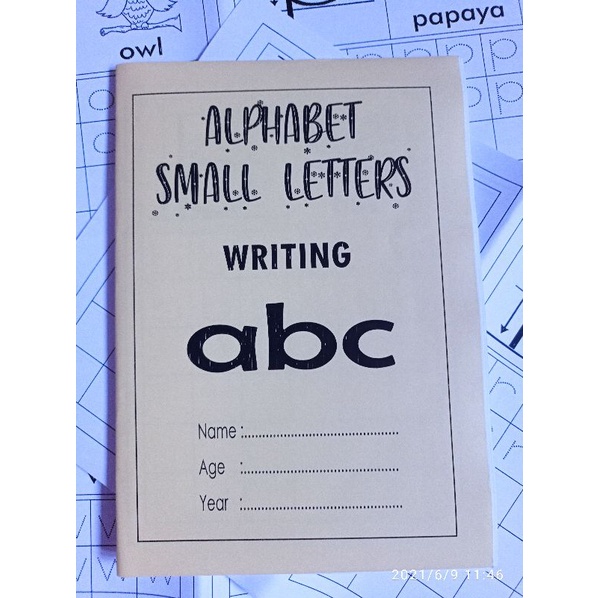 owl
papaya
ALPHABET
SMALL LETTERS
WRITING
abc
Name :..........................................
Age :..........................................
Year :...........................................
2021/6/9 11:46